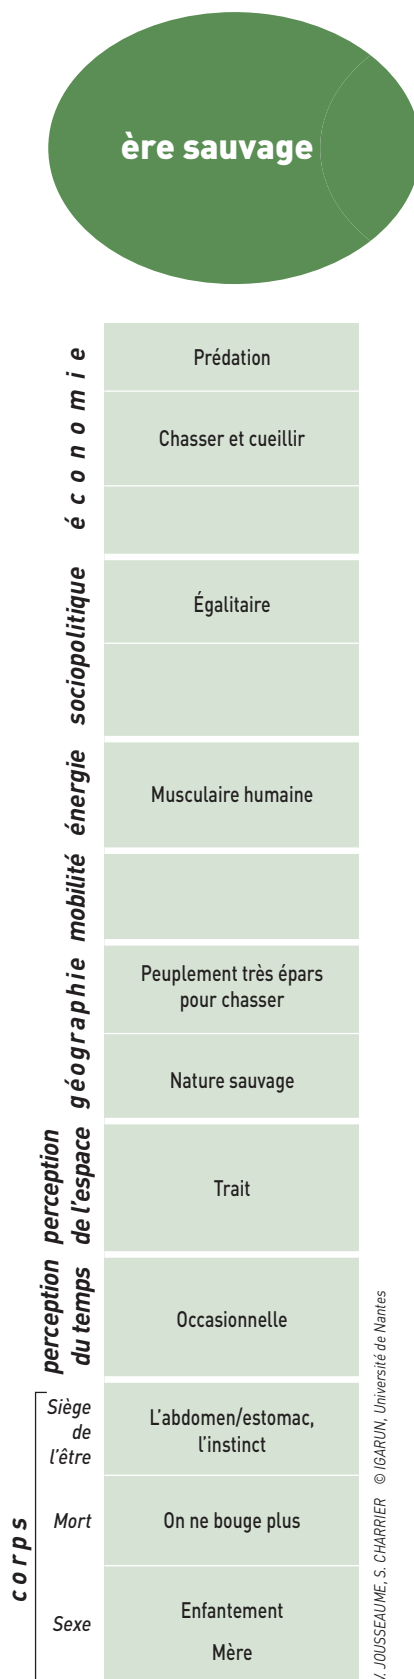 ère sauvage
économie
Prédation
Chasser et cueillir
sociopolitique
Égalitaire
énergie
Musculaire humaine
mobilité
géographie
Peuplement très épars
pour chasser
Nature sauvage
perception
de l'espace
Trait
perception
du temps
Occasionnelle
corps
Siège
de
l'être
L'abdomen/estomac,
l'instinct
Mort
On ne bouge plus
Sexe
Enfantement
Mère
V. JOUSSEAUME, S. CHARRIER © IGARUN, Université de Nantes